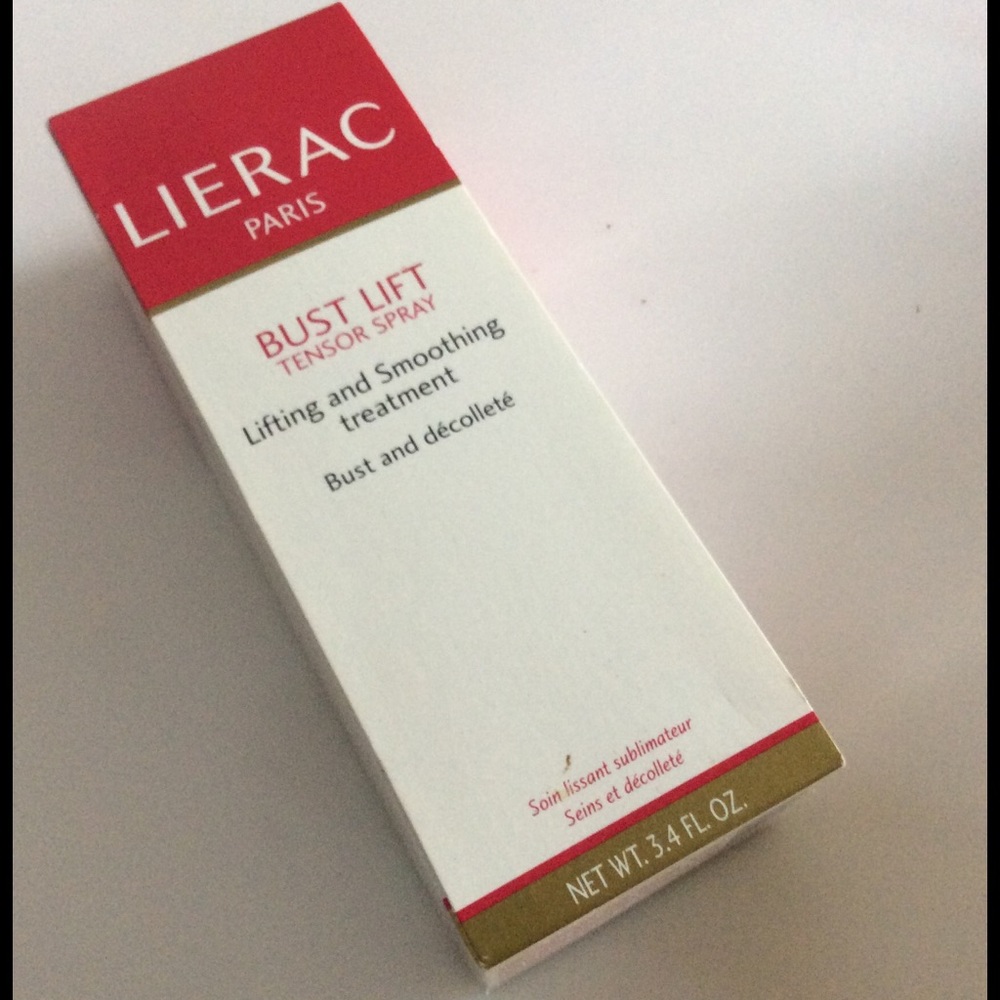 LIERAC
PARIS
BUST LIFT
TENSOR SPRAY
Lifting and Smoothing
treatment
Bust and décolleté
Soin lissant sublimateur
Seins et décolleté
NET WT. 3.4 FL. OZ.